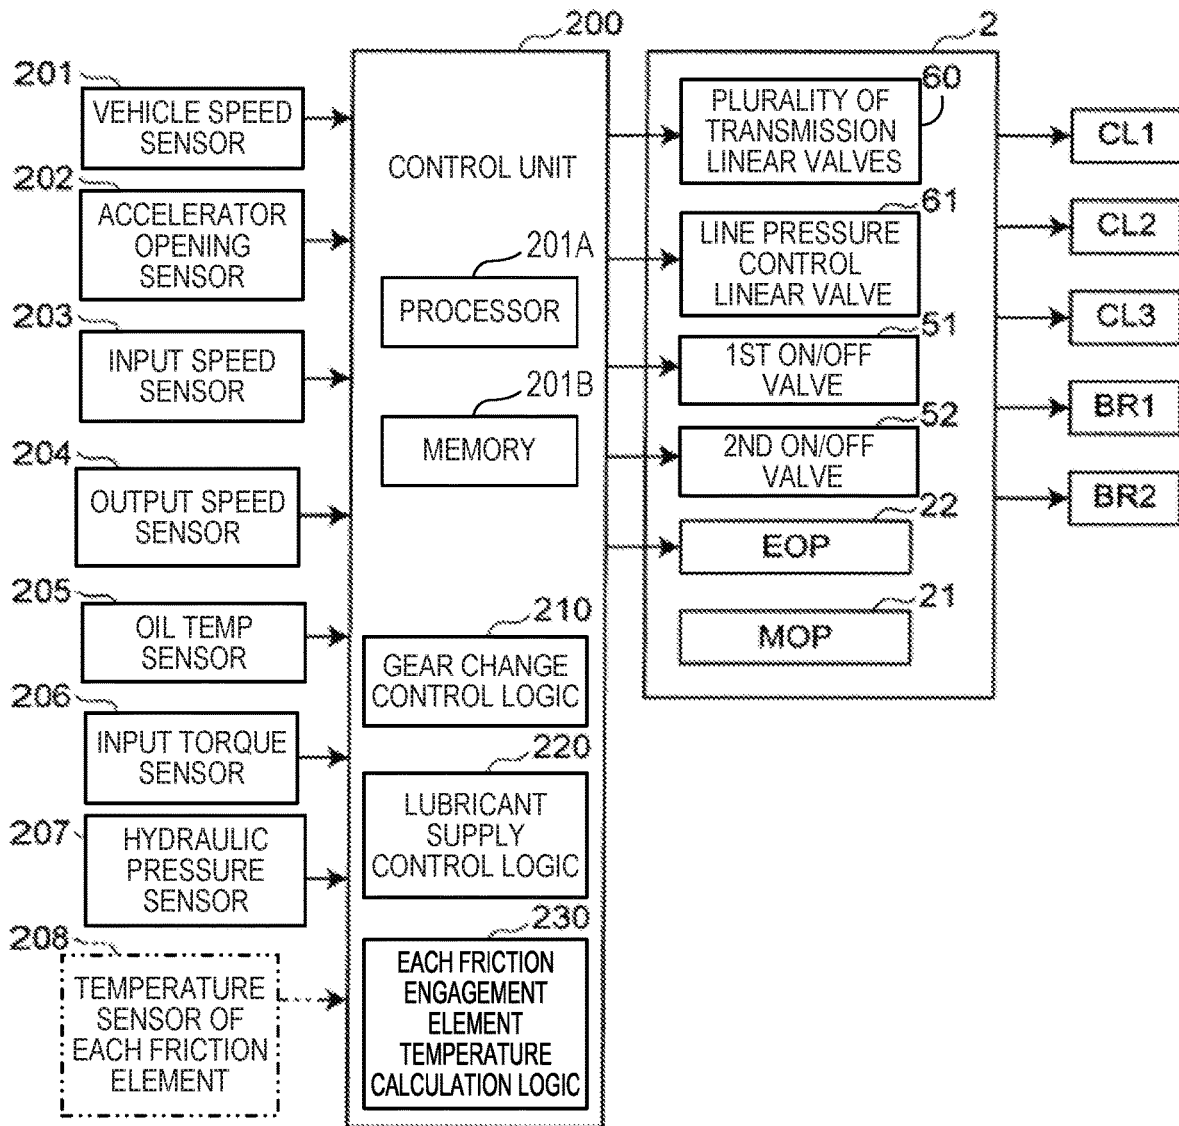 200
2
201
VEHICLE SPEED
SENSOR
202
ACCELERATOR
OPENING
SENSOR
203
INPUT SPEED
SENSOR
204
OUTPUT SPEED
SENSOR
205
OIL TEMP
SENSOR
206
INPUT TORQUE
SENSOR
207
HYDRAULIC
PRESSURE
SENSOR
208
TEMPERATURE
SENSOR OF
EACH FRICTION
ELEMENT
CONTROL UNIT
201A
PROCESSOR
201B
MEMORY
210
GEAR CHANGE
CONTROL LOGIC
220
LUBRICANT
SUPPLY
CONTROL LOGIC
230
EACH FRICTION
ENGAGEMENT
ELEMENT
TEMPERATURE
CALCULATION LOGIC
60
PLURALITY OF
TRANSMISSION
LINEAR VALVES
61
LINE PRESSURE
CONTROL
LINEAR VALVE
51
1ST ON/OFF
VALVE
52
2ND ON/OFF
VALVE
22
EOP
21
MOP
CL1
CL2
CL3
BR1
BR2